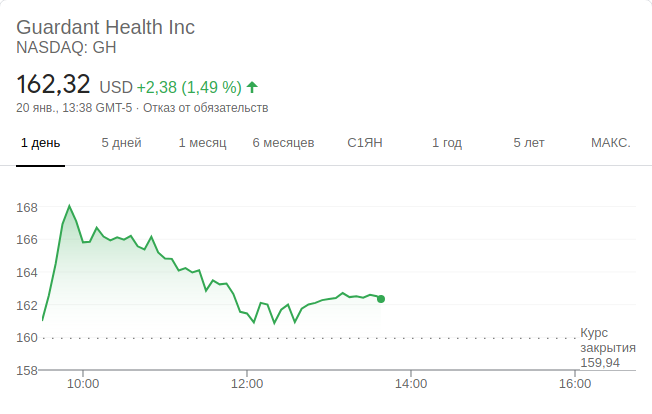 Guardant Health Inc
NASDAQ: GH
162,32 USD +2,38 (1,49 %)
20 янв., 13:38 GMT-5 · Отказ от обязательств
1 день 5 дней 1 месяц 6 месяцев С1ЯН 1 год 5 лет МАКС.
168
166
164
162
160
158
Курс
закрытия
159,94
10:00 12:00 14:00 16:00